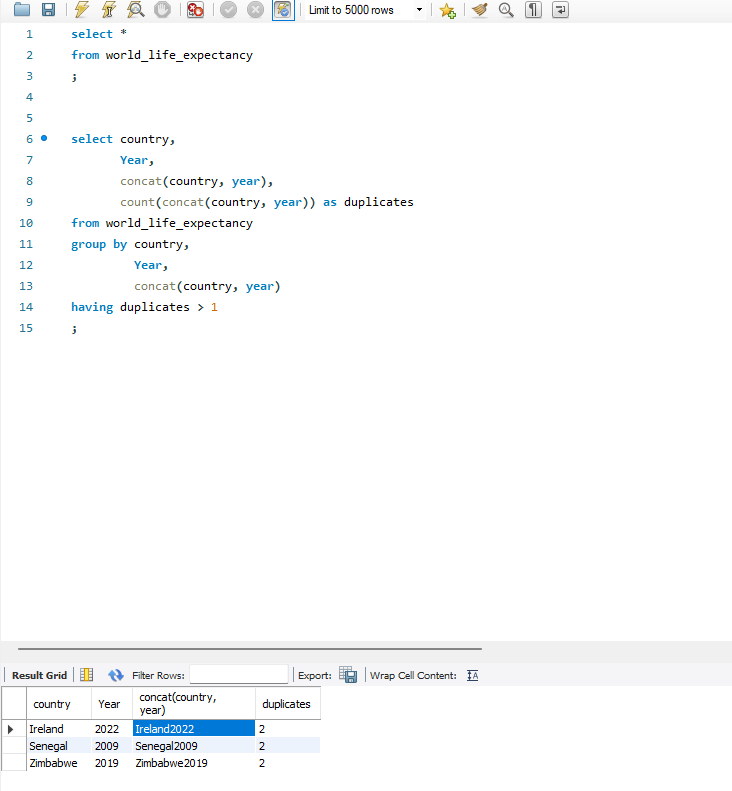 Limit to 5000 rows
1 select *
2 from world_life_expectancy
3 ;
4
5
6 select country,
7 Year,
8 concat(country, year),
9 count(concat(country, year)) as duplicates
10 from world_life_expectancy
11 group by country,
12 Year,
13 concat(country, year)
14 having duplicates > 1
15 ;
Result Grid Filter Rows: Export: Wrap Cell Content:
country Year concat(country, year) duplicates
Ireland 2022 Ireland2022 2
Senegal 2009 Senegal2009 2
Zimbabwe 2019 Zimbabwe2019 2